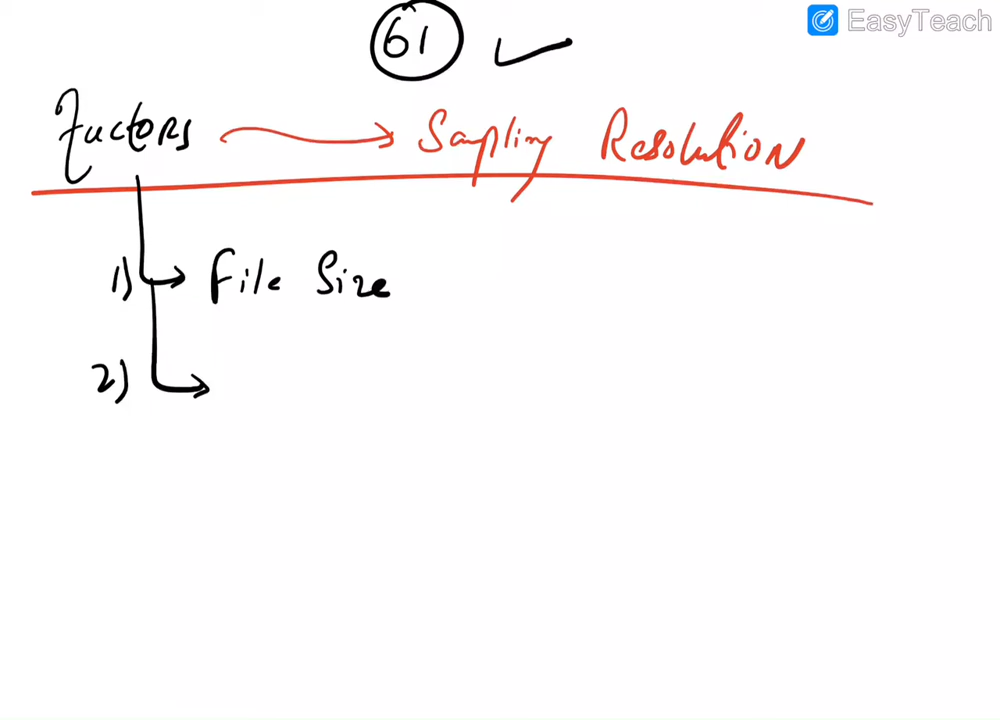 EasyTeach
61
Factors → Sampling Resolution
1) → File Size
2) →